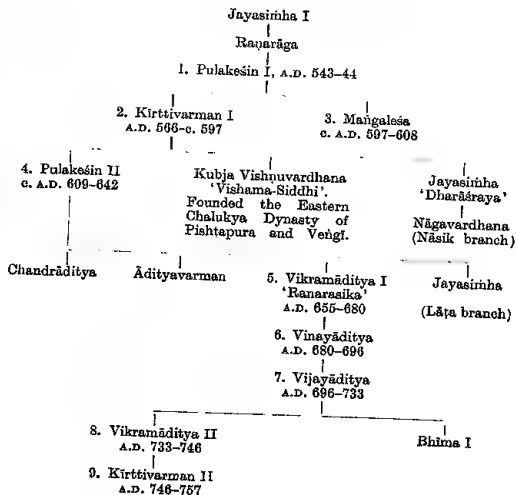 Jayasiṁha I
Raṇarāga
1. Pulakeśin I, A.D. 543–44
2. Kīrttivarman I
A.D. 566–c. 597
3. Maṅgaleśa
c. A.D. 597–608
4. Pulakeśin II
c. A.D. 609–642
Kubja Vishṇuvardhana
'Vishama-Siddhi'.
Founded the Eastern
Chalukya Dynasty of
Pishṭapura and Veṅgī.
Jayasiṁha
'Dharāśraya'
Nāgavardhana
(Nāsik branch)
Chandrāditya
Ādityavarman
5. Vikramāditya I
'Ranarasika'
A.D. 655–680
Jayasiṁha
(Lāṭa branch)
6. Vinayāditya
A.D. 680–696
7. Vijayāditya
A.D. 696–733
8. Vikramāditya II
A.D. 733–746
Bhīma I
9. Kīrttivarman II
A.D. 746–757